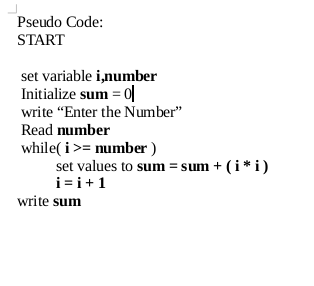 Pseudo Code:
START
set variable i,number
Initialize sum = 0
write “Enter the Number”
Read number
while( i >= number )
set values to sum = sum + ( i * i )
i = i + 1
write sum